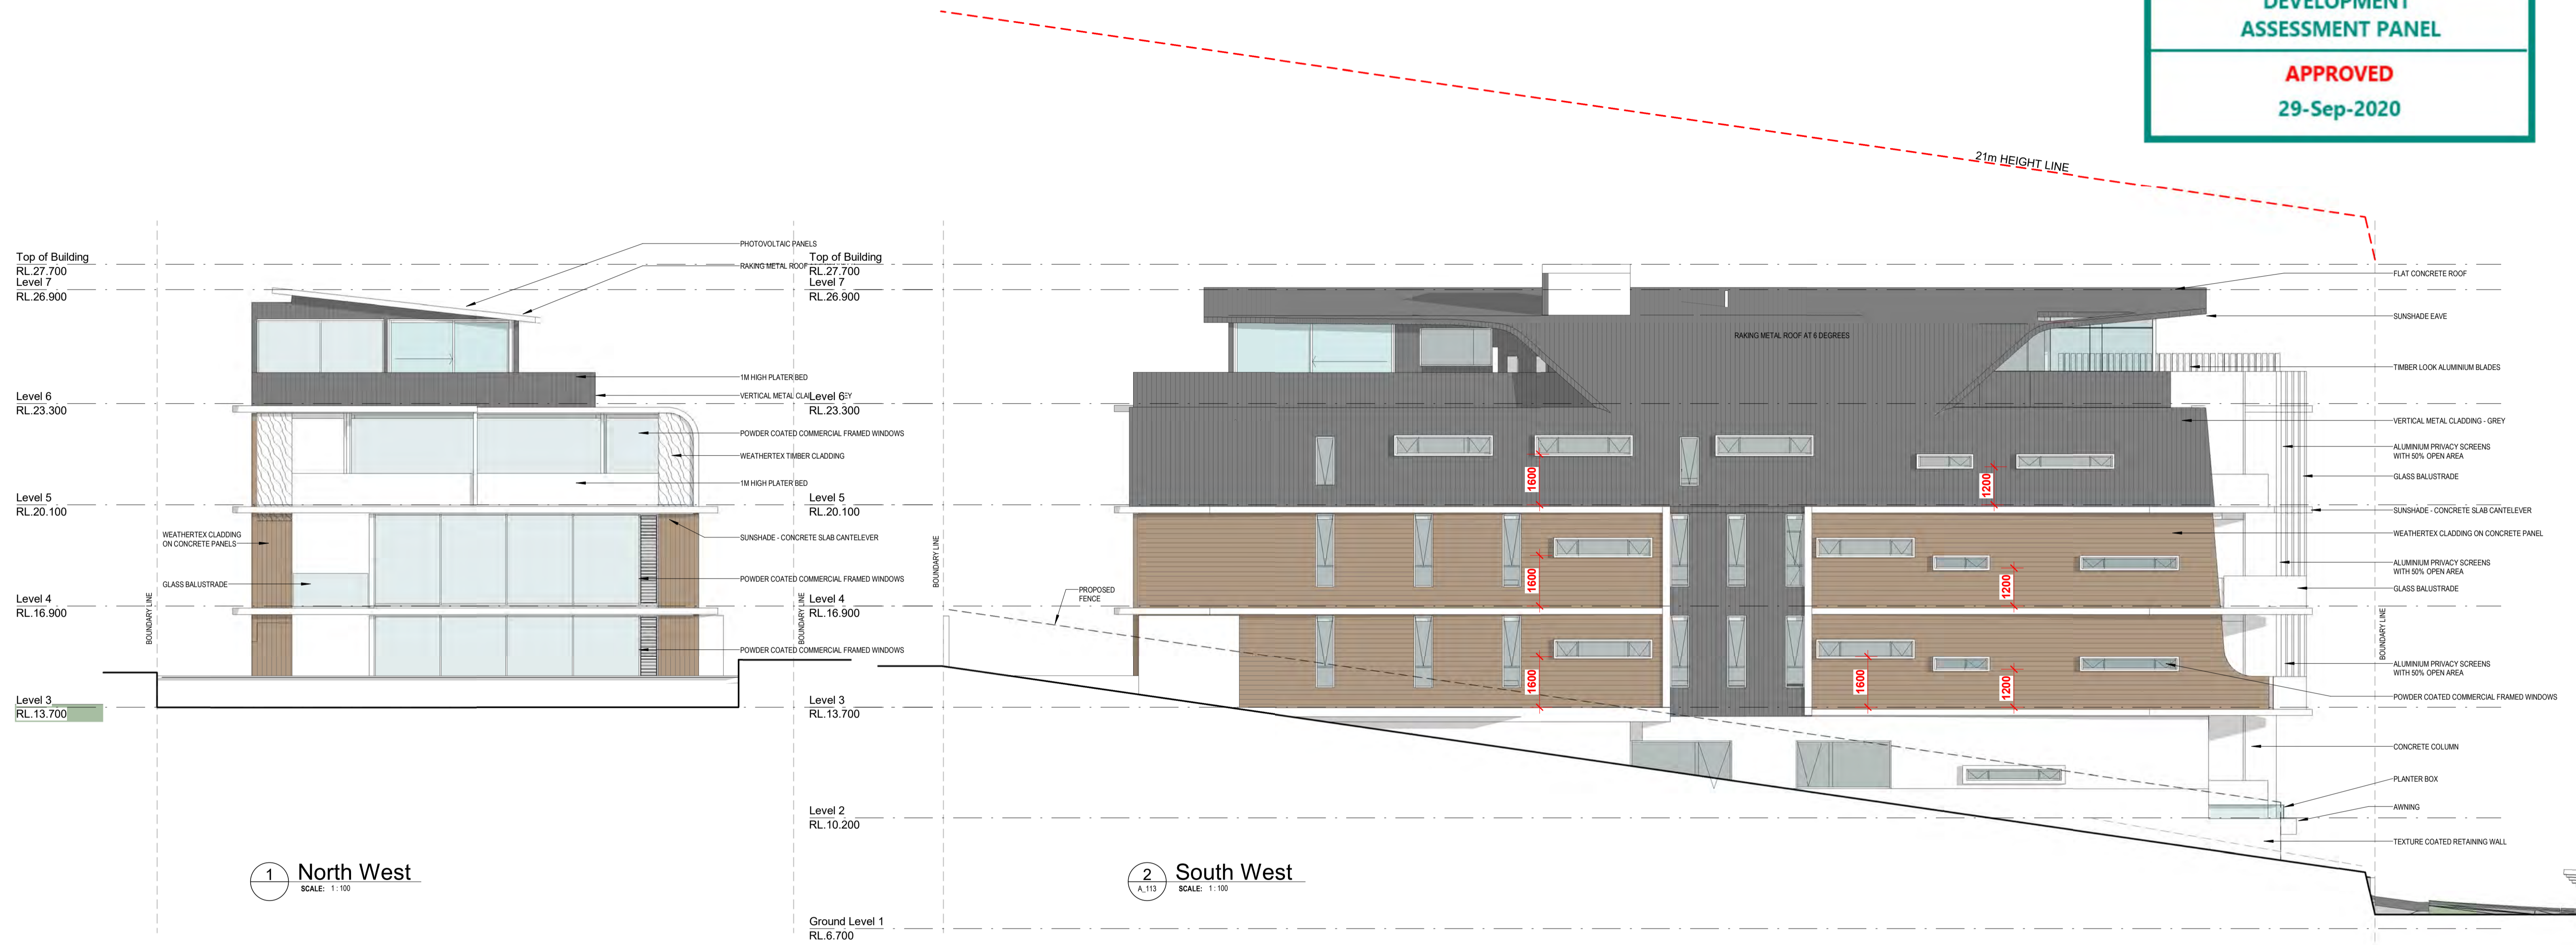 DEVELOPMENT
ASSESSMENT PANEL
APPROVED
29-Sep-2020
21m HEIGHT LINE
Top of Building
RL.27.700
Level 7
RL.26.900
Level 6
RL.23.300
Level 5
RL.20.100
Level 4
RL.16.900
Level 3
RL.13.700
BOUNDARY LINE
WEATHERTEX CLADDING
ON CONCRETE PANELS
GLASS BALUSTRADE
PHOTOVOLTAIC PANELS
RAKING METAL ROOF
1M HIGH PLATER BED
VERTICAL METAL CLA
EY
POWDER COATED COMMERCIAL FRAMED WINDOWS
WEATHERTEX TIMBER CLADDING
1M HIGH PLATER BED
SUNSHADE - CONCRETE SLAB CANTELEVER
POWDER COATED COMMERCIAL FRAMED WINDOWS
POWDER COATED COMMERCIAL FRAMED WINDOWS
BOUNDARY LINE
1
North West
SCALE: 1 : 100
Top of Building
RL.27.700
Level 7
RL.26.900
Level 6
RL.23.300
Level 5
RL.20.100
Level 4
RL.16.900
Level 3
RL.13.700
Level 2
RL.10.200
Ground Level 1
RL.6.700
BOUNDARY LINE
PROPOSED
FENCE
RAKING METAL ROOF AT 6 DEGREES
1600
1200
1600
1200
1600
1600
1200
FLAT CONCRETE ROOF
SUNSHADE EAVE
TIMBER LOOK ALUMINIUM BLADES
VERTICAL METAL CLADDING - GREY
ALUMINIUM PRIVACY SCREENS
WITH 50% OPEN AREA
GLASS BALUSTRADE
SUNSHADE - CONCRETE SLAB CANTELEVER
WEATHERTEX CLADDING ON CONCRETE PANEL
ALUMINIUM PRIVACY SCREENS
WITH 50% OPEN AREA
GLASS BALUSTRADE
BOUNDARY LINE
ALUMINIUM PRIVACY SCREENS
WITH 50% OPEN AREA
POWDER COATED COMMERCIAL FRAMED WINDOWS
CONCRETE COLUMN
PLANTER BOX
AWNING
TEXTURE COATED RETAINING WALL
2
A_113
South West
SCALE: 1 : 100